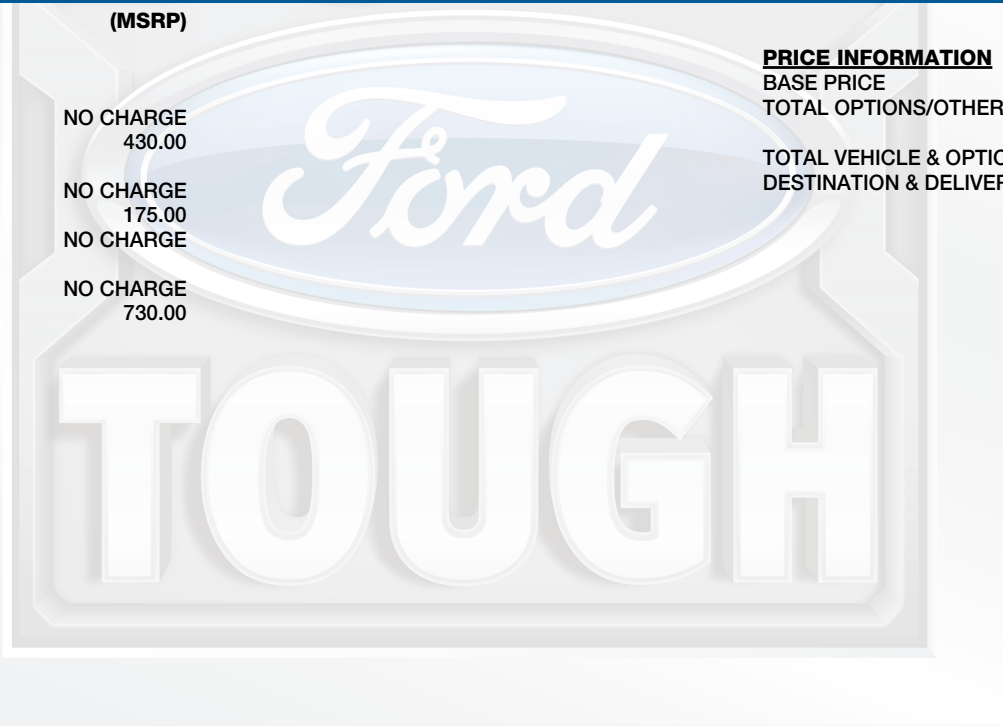 (MSRP)
NO CHARGE
430.00
NO CHARGE
175.00
NO CHARGE
NO CHARGE
730.00
PRICE INFORMATION
BASE PRICE
TOTAL OPTIONS/OTHER
TOTAL VEHICLE & OPTIO
DESTINATION & DELIVER
Ford
TOUGH